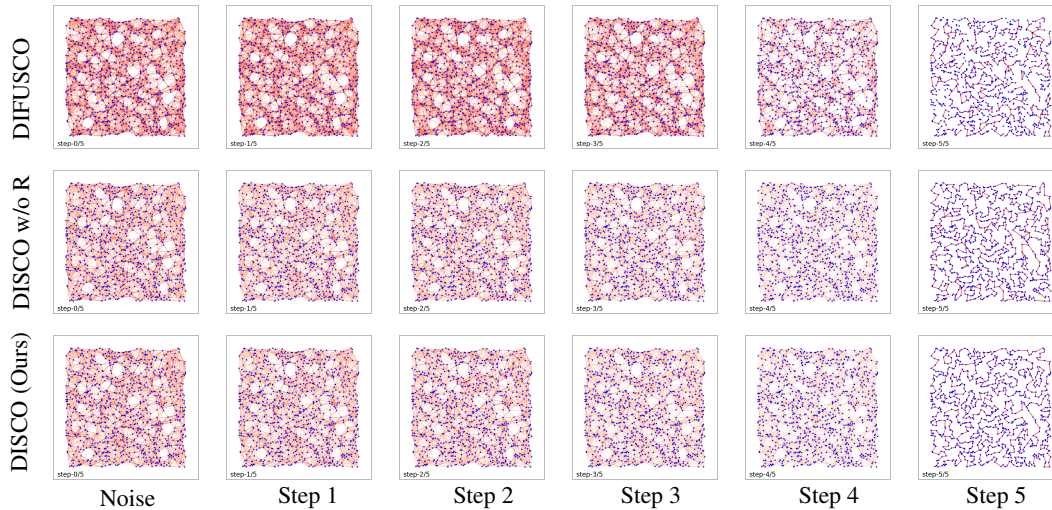 DIFUSCO
step-0/5
step-1/5
step-2/5
step-3/5
step-4/5
step-5/5
DISCO w/o R
step-0/5
step-1/5
step-2/5
step-3/5
step-4/5
step-5/5
DISCO (Ours)
step-0/5
step-1/5
step-2/5
step-3/5
step-4/5
step-5/5
Noise
Step 1
Step 2
Step 3
Step 4
Step 5